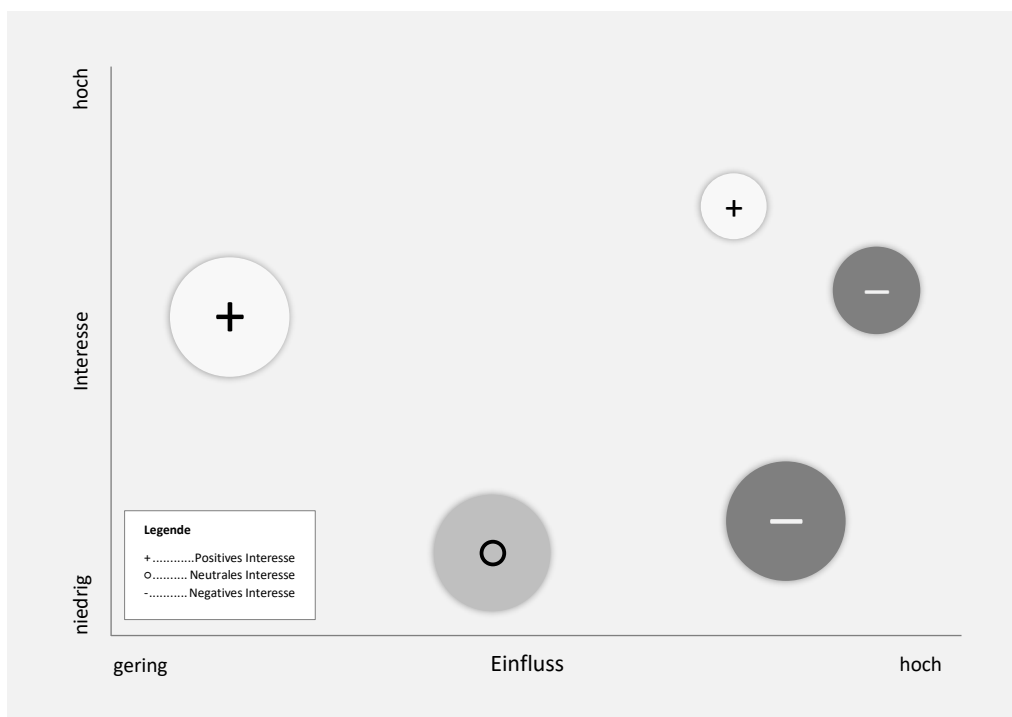 hoch
+
–
+
Interesse
–
Legende
+............Positives Interesse
o.......... Neutrales Interesse
-........... Negatives Interesse
niedrig
gering
Einfluss
hoch